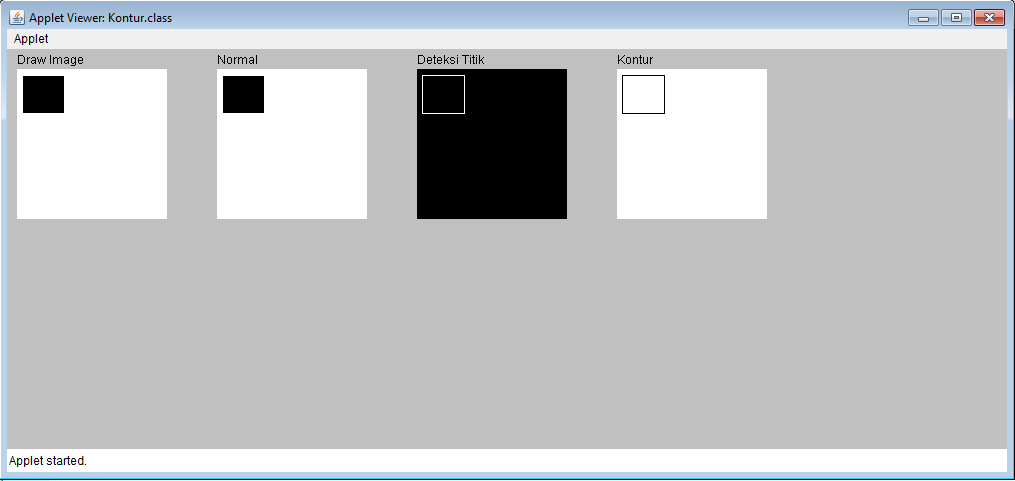 Applet Viewer: Kontur.class
Applet
Draw Image
Normal
Deteksi Titik
Kontur
Applet started.